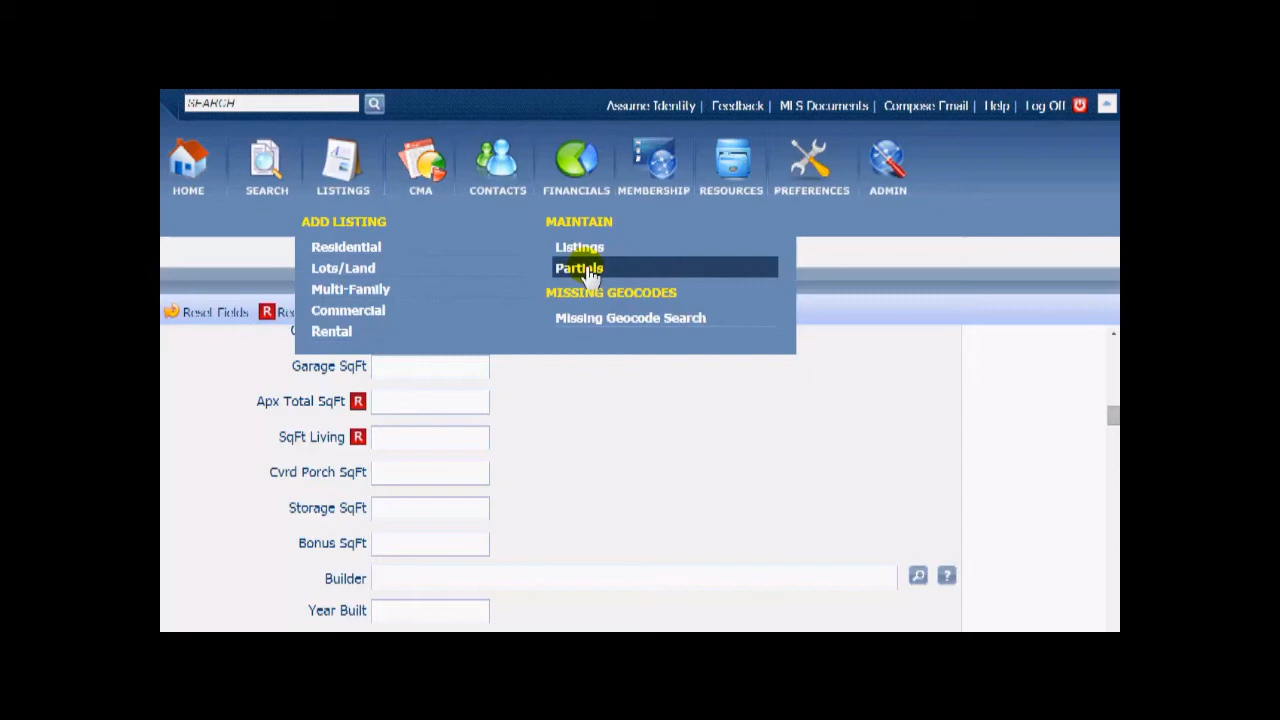 SEARCH
Assume Identity | Feedback | MLS Documents | Compose Email | Help | Log Off
HOME SEARCH LISTINGS CMA CONTACTS FINANCIALS MEMBERSHIP RESOURCES PREFERENCES ADMIN
ADD LISTING MAINTAIN
Residential Listings
Lots/Land Partials
Multi-Family MISSING GEOCODES
Commercial Missing Geocode Search
Rental
Reset Fields R
Garage SqFt
Apx Total SqFt R
SqFt Living R
Cvrd Porch SqFt
Storage SqFt
Bonus SqFt
Builder ?
Year Built